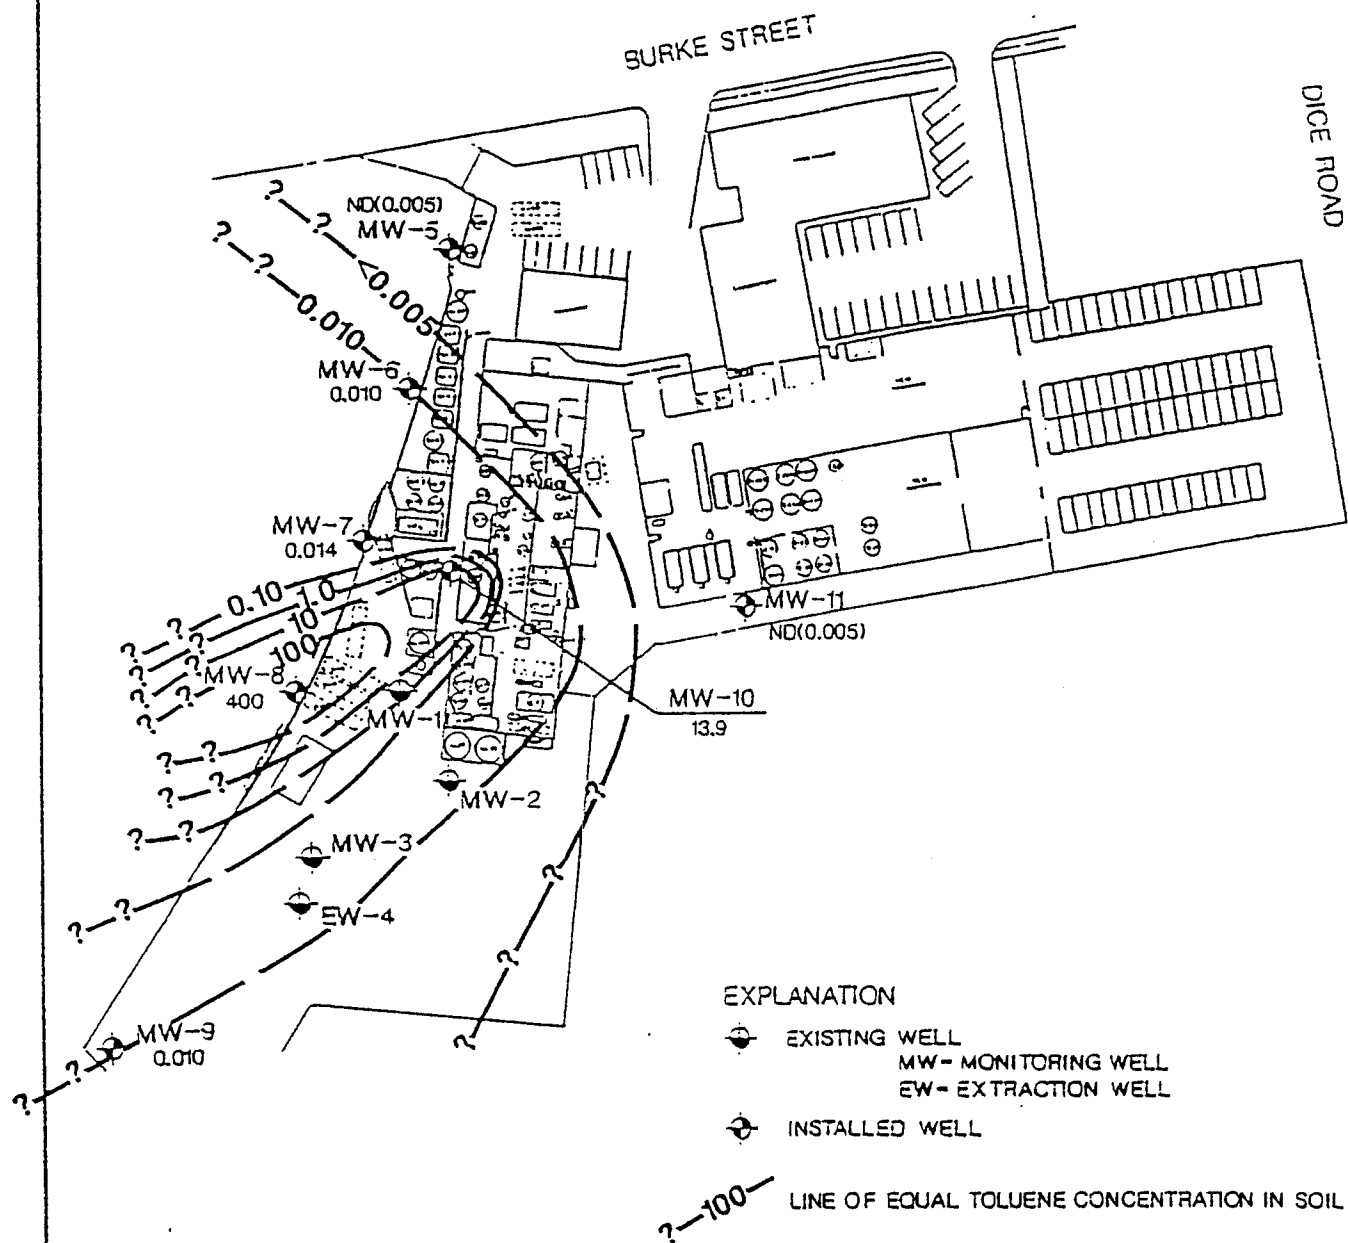 BURKE STREET
DICE ROAD
ND(0.005)
MW-5
<0.005
0.010
MW-6
0.010
MW-7
0.014
0.10
1.0
10
100
MW-8
400
MW-1
MW-11
ND(0.005)
MW-10
13.9
MW-2
MW-3
EW-4
MW-9
0.010
EXPLANATION
EXISTING WELL
MW- MONITORING WELL
EW- EXTRACTION WELL
INSTALLED WELL
?-100- LINE OF EQUAL TOLUENE CONCENTRATION IN SOIL